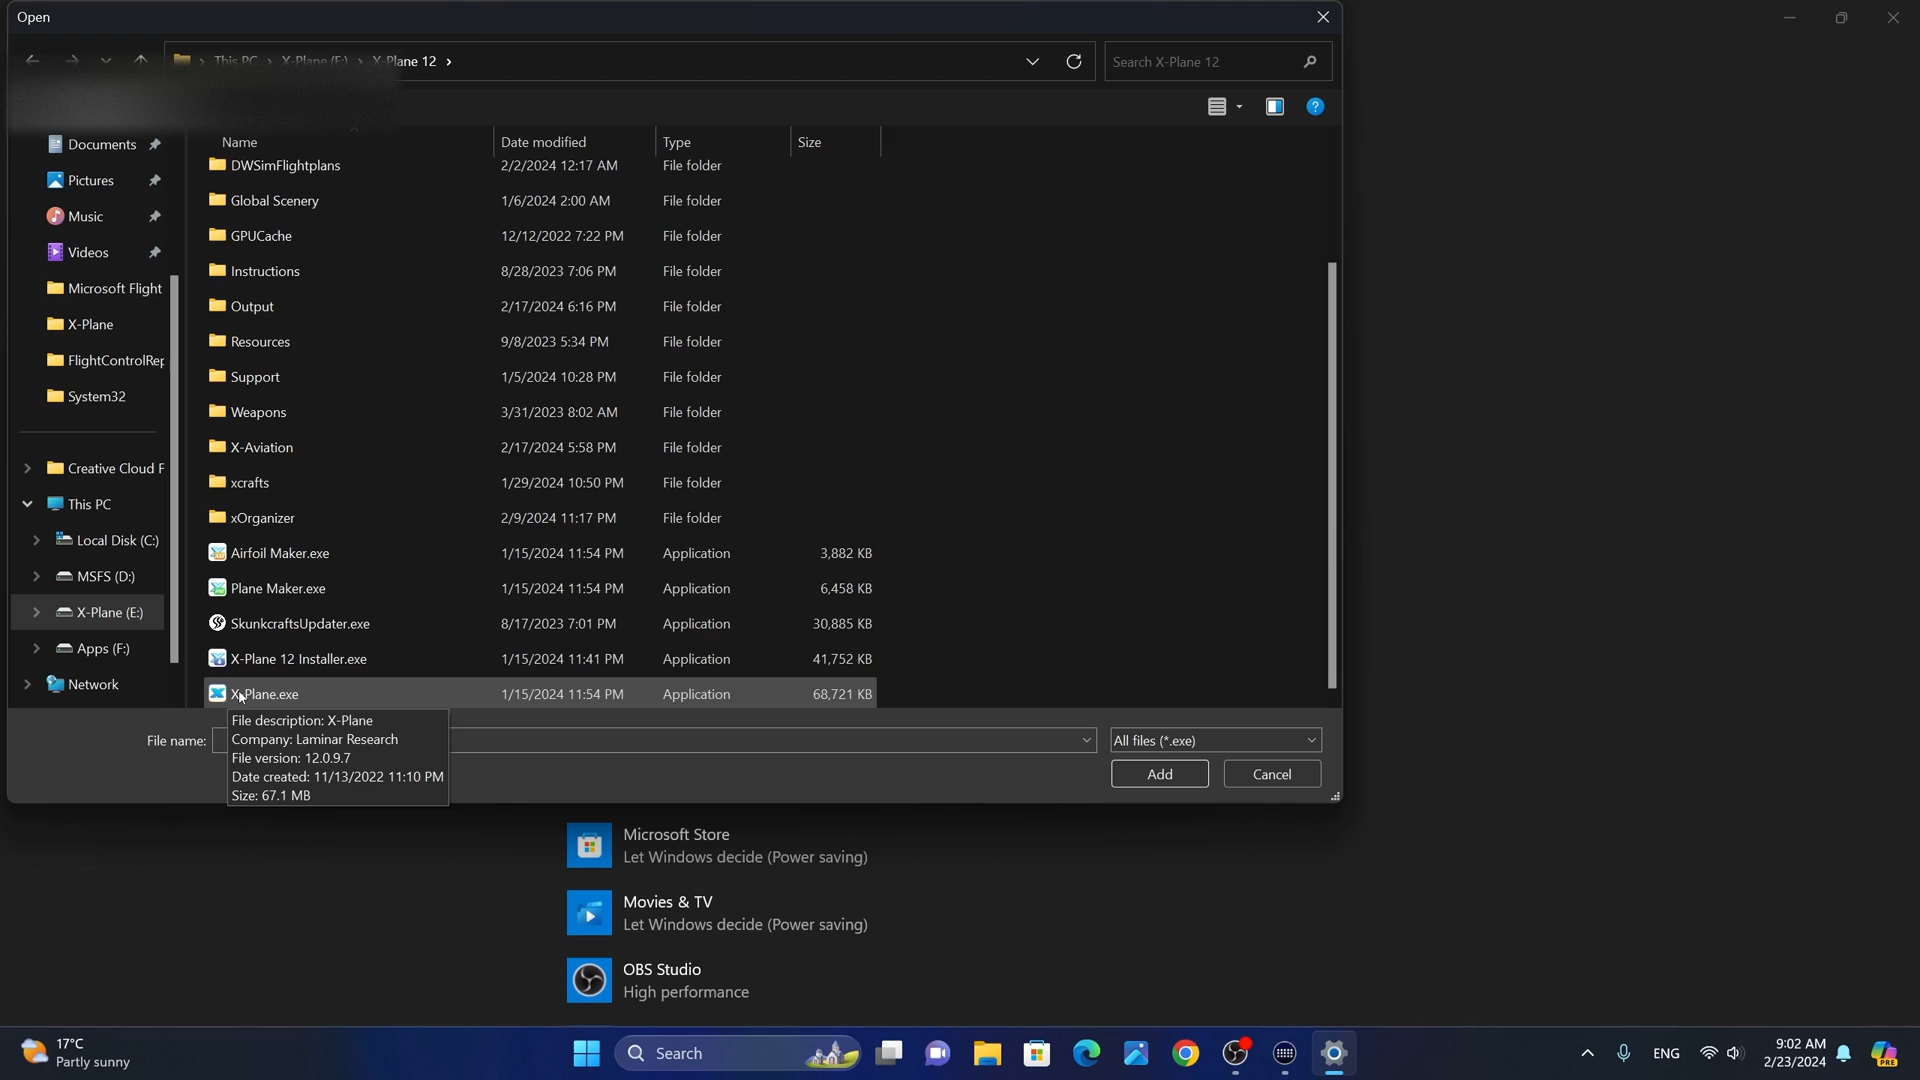 Open
This PC > X-Plane (E:) > X-Plane 12 >
Search X-Plane 12
Name Date modified Type Size
Documents
Pictures
Music
Videos
Microsoft Flight
X-Plane
FlightControlRep
System32
Creative Cloud F
This PC
Local Disk (C:)
MSFS (D:)
X-Plane (E:)
Apps (F:)
Network
DWSimFlightplans 2/2/2024 12:17 AM File folder
Global Scenery 1/6/2024 2:00 AM File folder
GPUCache 12/12/2022 7:22 PM File folder
Instructions 8/28/2023 7:06 PM File folder
Output 2/17/2024 6:16 PM File folder
Resources 9/8/2023 5:34 PM File folder
Support 1/5/2024 10:28 PM File folder
Weapons 3/31/2023 8:02 AM File folder
X-Aviation 2/17/2024 5:58 PM File folder
xcrafts 1/29/2024 10:50 PM File folder
xOrganizer 2/9/2024 11:17 PM File folder
Airfoil Maker.exe 1/15/2024 11:54 PM Application 3,882 KB
Plane Maker.exe 1/15/2024 11:54 PM Application 6,458 KB
SkunkcraftsUpdater.exe 8/17/2023 7:01 PM Application 30,885 KB
X-Plane 12 Installer.exe 1/15/2024 11:41 PM Application 41,752 KB
X-Plane.exe 1/15/2024 11:54 PM Application 68,721 KB
File description: X-Plane
Company: Laminar Research
File version: 12.0.9.7
Date created: 11/13/2022 11:10 PM
Size: 67.1 MB
File name:
All files (*.exe)
Add Cancel
Microsoft Store
Let Windows decide (Power saving)
Movies & TV
Let Windows decide (Power saving)
OBS Studio
High performance
17°C
Partly sunny
Search
ENG
9:02 AM
2/23/2024
PRE